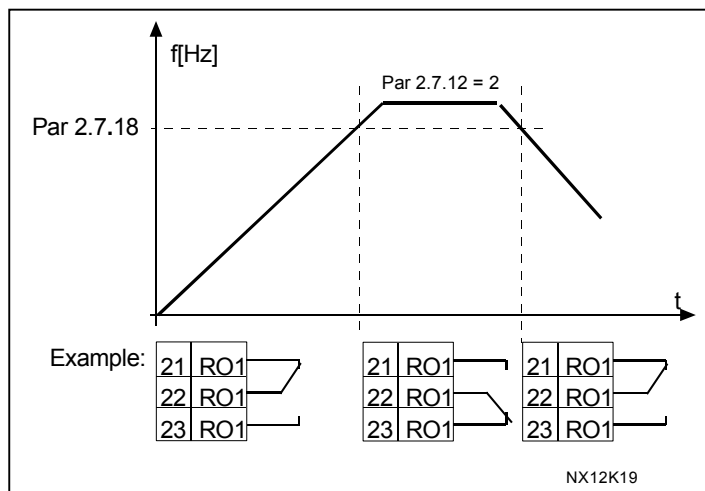 f[Hz]
Par 2.7.12 = 2
Par 2.7.18
t
Example:
21 RO1
22 RO1
23 RO1
21 RO1
22 RO1
23 RO1
21 RO1
22 RO1
23 RO1
NX12K19